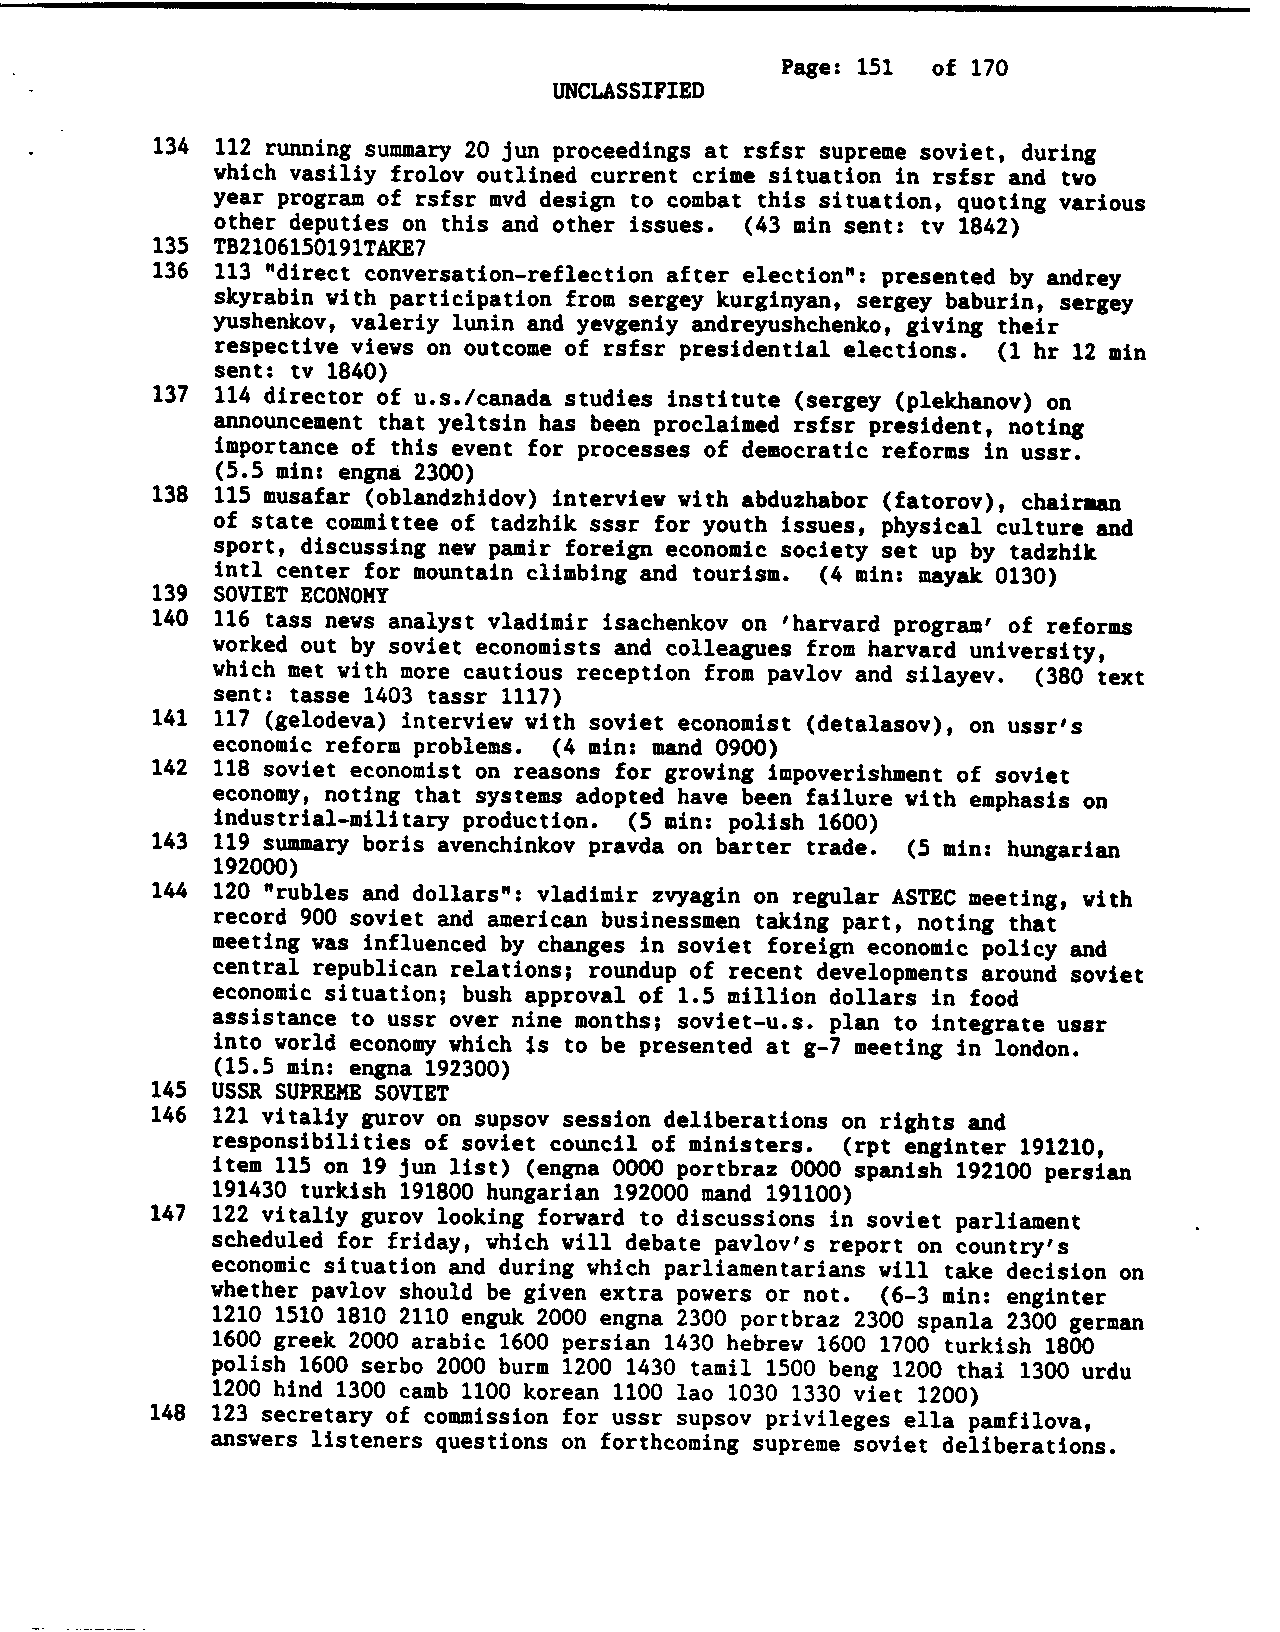 Page: 151 of 170
UNCLASSIFIED
134 112 running summary 20 jun proceedings at rsfsr supreme soviet, during
which vasiliy frolov outlined current crime situation in rsfsr and two
year program of rsfsr mvd design to combat this situation, quoting various
other deputies on this and other issues. (43 min sent: tv 1842)
135 TB2106150191TAKE7
136 113 "direct conversation-reflection after election": presented by andrey
skyrabin with participation from sergey kurginyan, sergey baburin, sergey
yushenkov, valeriy lunin and yevgeniy andreyushchenko, giving their
respective views on outcome of rsfsr presidential elections. (1 hr 12 min
sent: tv 1840)
137 114 director of u.s./canada studies institute (sergey (plekhanov) on
announcement that yeltsin has been proclaimed rsfsr president, noting
importance of this event for processes of democratic reforms in ussr.
(5.5 min: engna 2300)
138 115 musafar (oblandzhidov) interview with abduzhabor (fatorov), chairman
of state committee of tadzhik sssr for youth issues, physical culture and
sport, discussing new pamir foreign economic society set up by tadzhik
intl center for mountain climbing and tourism. (4 min: mayak 0130)
139 SOVIET ECONOMY
140 116 tass news analyst vladimir isachenkov on 'harvard program' of reforms
worked out by soviet economists and colleagues from harvard university,
which met with more cautious reception from pavlov and silayev. (380 text
sent: tasse 1403 tassr 1117)
141 117 (gelodeva) interview with soviet economist (detalasov), on ussr's
economic reform problems. (4 min: mand 0900)
142 118 soviet economist on reasons for growing impoverishment of soviet
economy, noting that systems adopted have been failure with emphasis on
industrial-military production. (5 min: polish 1600)
143 119 summary boris avenchinkov pravda on barter trade. (5 min: hungarian
192000)
144 120 "rubles and dollars": vladimir zvyagin on regular ASTEC meeting, with
record 900 soviet and american businessmen taking part, noting that
meeting was influenced by changes in soviet foreign economic policy and
central republican relations; roundup of recent developments around soviet
economic situation; bush approval of 1.5 million dollars in food
assistance to ussr over nine months; soviet-u.s. plan to integrate ussr
into world economy which is to be presented at g-7 meeting in london.
(15.5 min: engna 192300)
145 USSR SUPREME SOVIET
146 121 vitaliy gurov on supsov session deliberations on rights and
responsibilities of soviet council of ministers. (rpt enginter 191210,
item 115 on 19 jun list) (engna 0000 portbraz 0000 spanish 192100 persian
191430 turkish 191800 hungarian 192000 mand 191100)
147 122 vitaliy gurov looking forward to discussions in soviet parliament
scheduled for friday, which will debate pavlov's report on country's
economic situation and during which parliamentarians will take decision on
whether pavlov should be given extra powers or not. (6-3 min: enginter
1210 1510 1810 2110 enguk 2000 engna 2300 portbraz 2300 spanla 2300 german
1600 greek 2000 arabic 1600 persian 1430 hebrew 1600 1700 turkish 1800
polish 1600 serbo 2000 burm 1200 1430 tamil 1500 beng 1200 thai 1300 urdu
1200 hind 1300 camb 1100 korean 1100 lao 1030 1330 viet 1200)
148 123 secretary of commission for ussr supsov privileges ella pamfilova,
answers listeners questions on forthcoming supreme soviet deliberations.